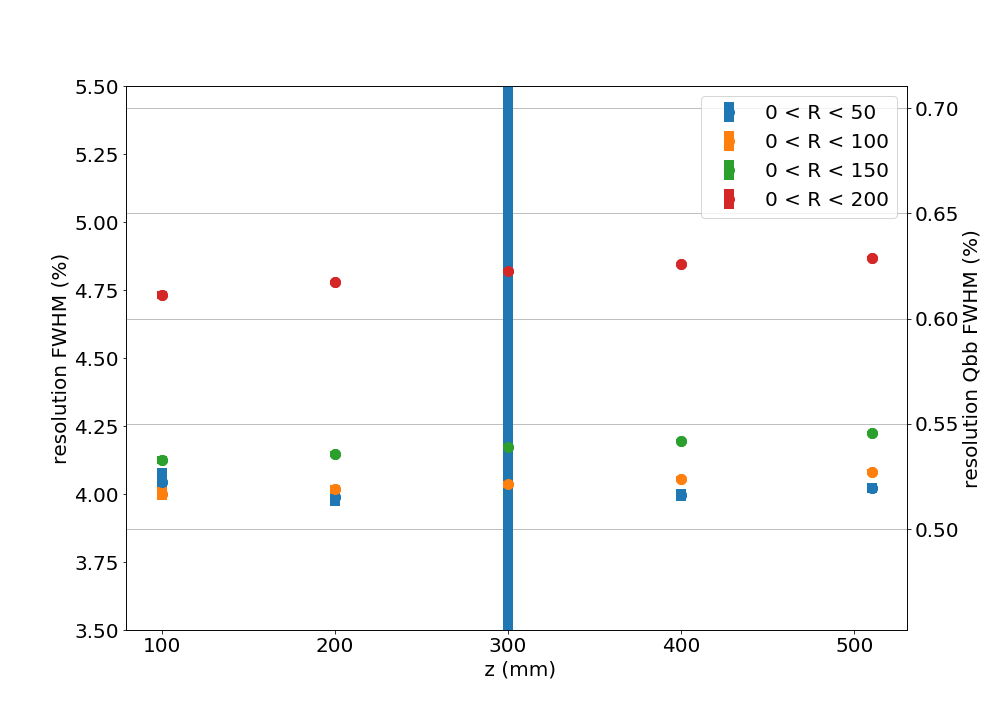 5.50
5.25
5.00
4.75
4.50
4.25
4.00
3.75
3.50
resolution FWHM (%)
100
200
300
400
500
z (mm)
0.70
0.65
0.60
0.55
0.50
resolution Qbb FWHM (%)
0 < R < 50
0 < R < 100
0 < R < 150
0 < R < 200